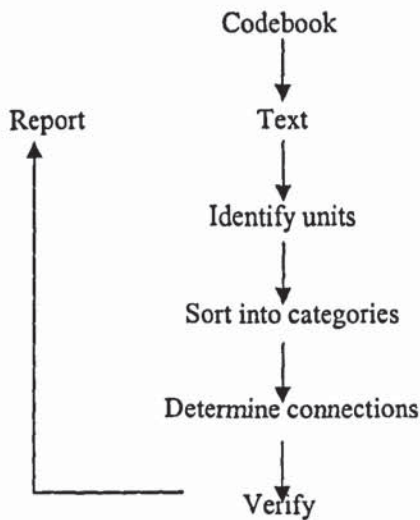 Codebook
Report
Text
Identify units
Sort into categories
Determine connections
Verify